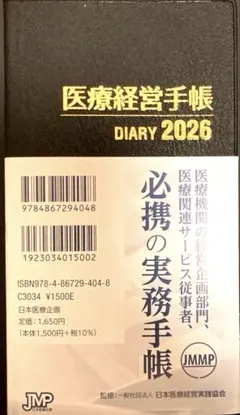 医療経営手帳
DIARY 2026
医療機関の経営企画部門、
医療関連サービス従事者、
必携の実務手帳
JMMP
9784867294048
1923034015002
ISBN978-4-86729-404-8
C3034 ¥1500E
日本医療企画
定価：1,650円
（本体1,500円+税10%）
監修：一般社団法人 日本医療経営実践協会
JMP